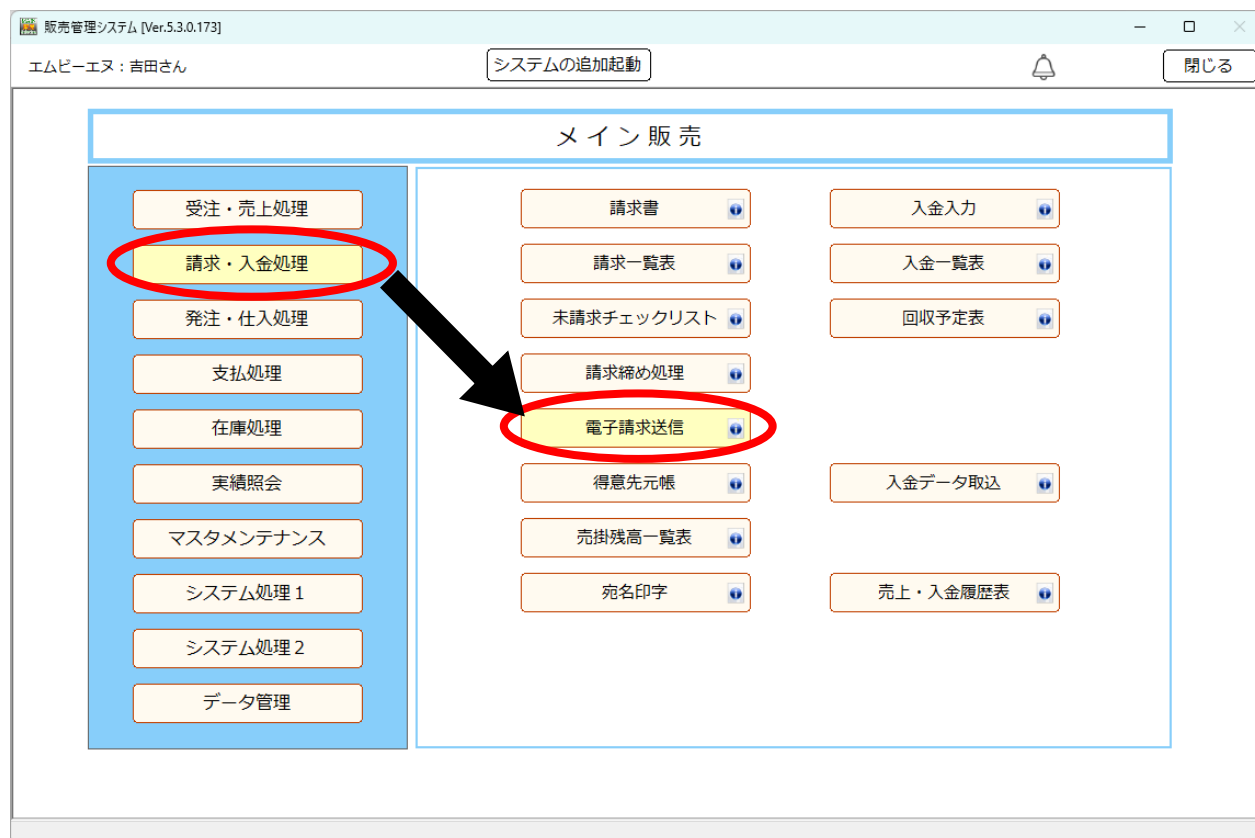 販売管理システム [Ver.5.3.0.173]
エムビーエヌ：吉田さん
システムの追加起動
閉じる
メイン販売
受注・売上処理
請求・入金処理
発注・仕入処理
支払処理
在庫処理
実績照会
マスタメンテナンス
システム処理１
システム処理２
データ管理
請求書
請求一覧表
未請求チェックリスト
請求締め処理
電子請求送信
得意先元帳
売掛残高一覧表
宛名印字
入金入力
入金一覧表
回収予定表
入金データ取込
売上・入金履歴表